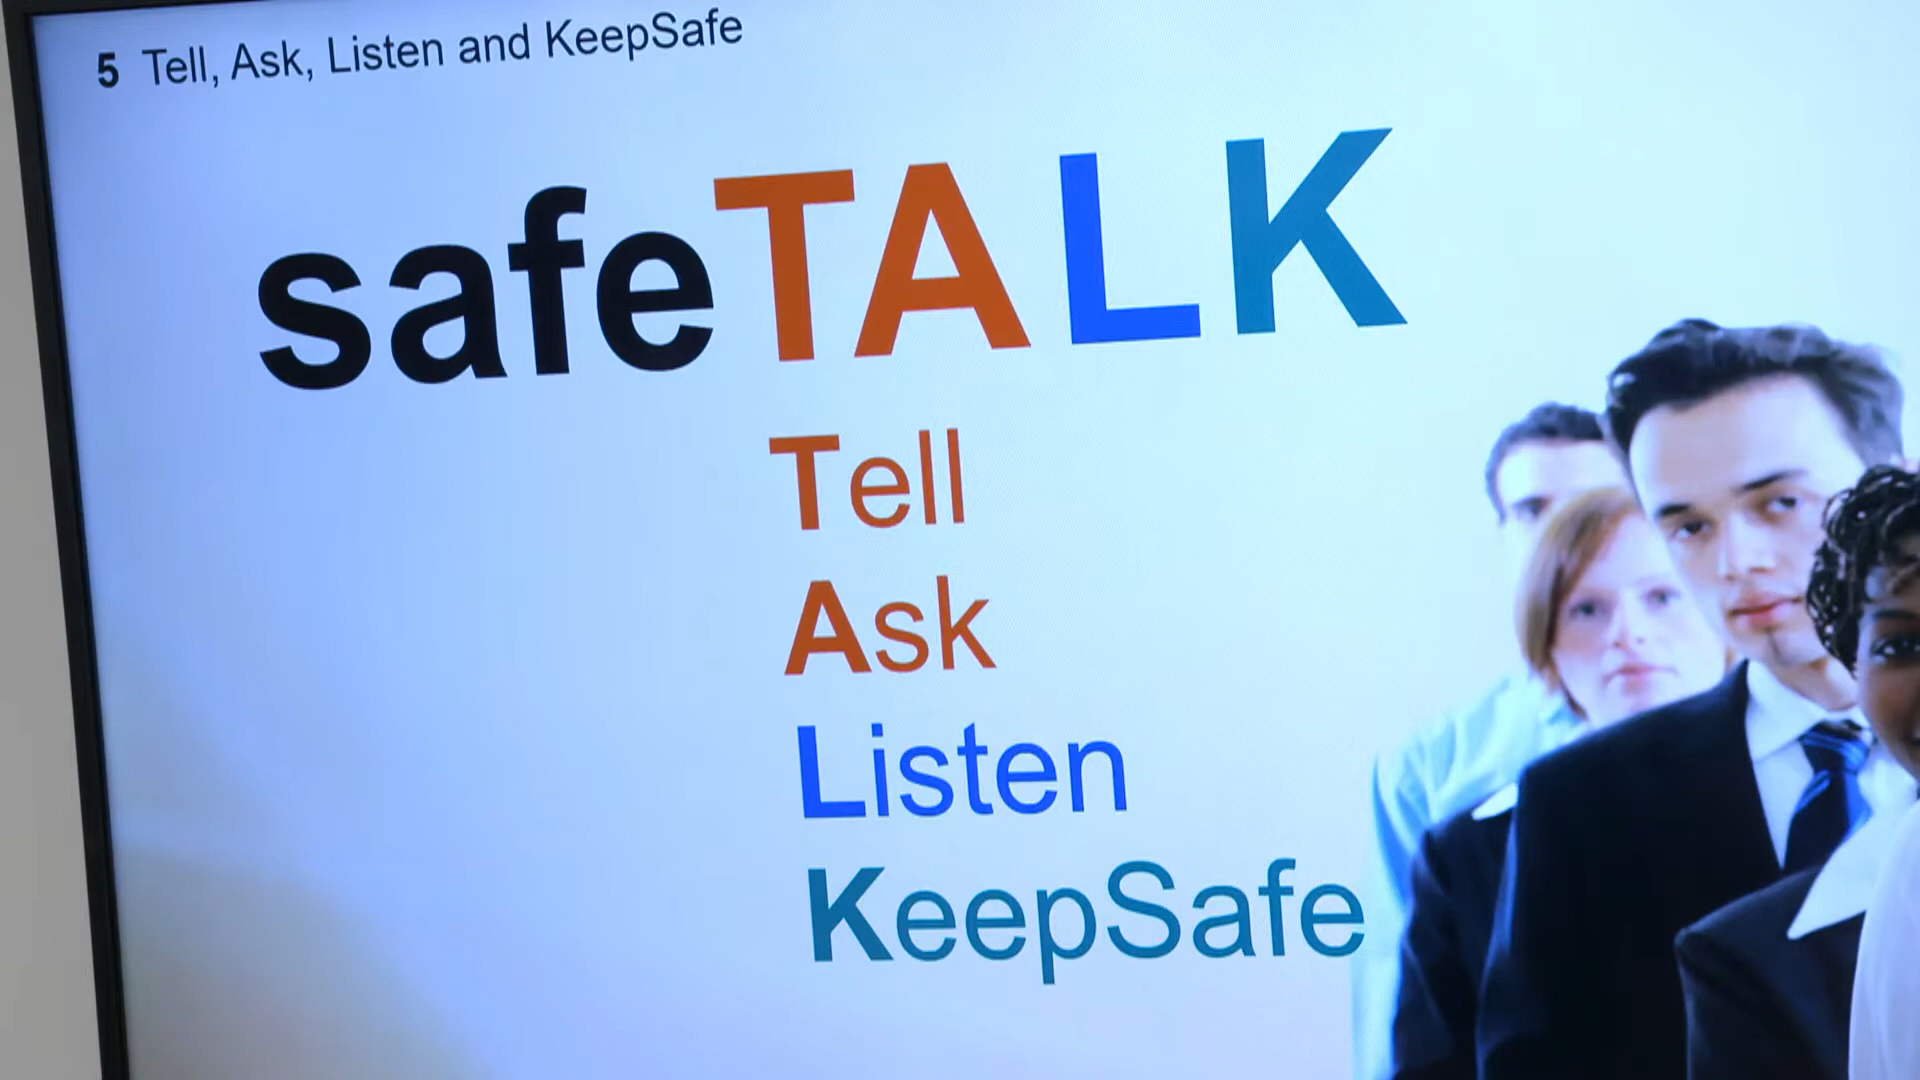 5 Tell, Ask, Listen and KeepSafe
safeTALK
Tell
Ask
Listen
KeepSafe